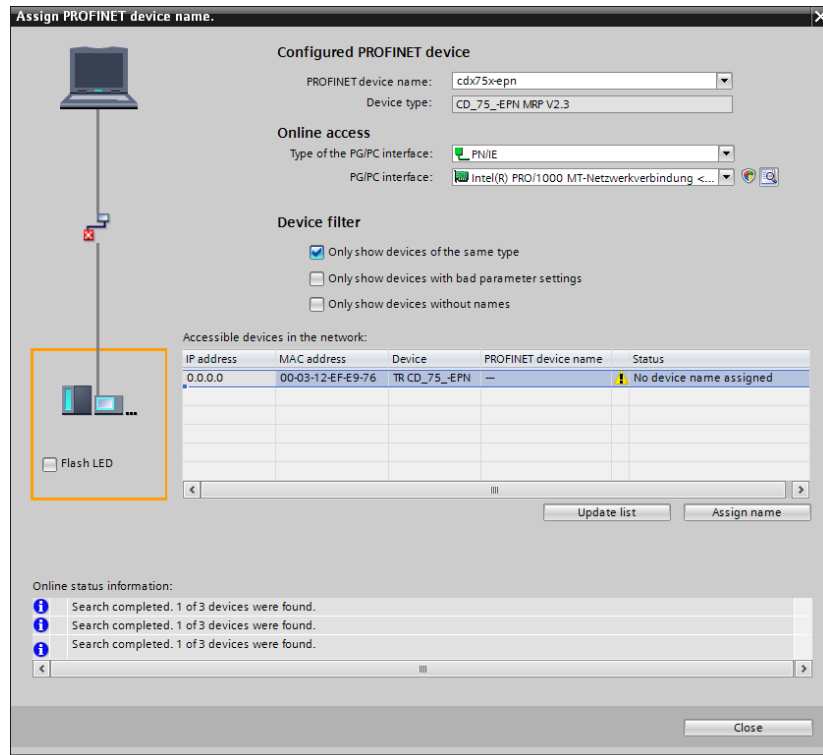 Assign PROFINET device name.
Configured PROFINET device
PROFINET device name: cdx75x-epn
Device type: CD_75_-EPN MRP V2.3
Online access
Type of the PG/PC interface: PN/IE
PG/PC interface: Intel(R) PRO/1000 MT-Netzwerkverbindung <...
Device filter
Only show devices of the same type
Only show devices with bad parameter settings
Only show devices without names
Accessible devices in the network:
IP address MAC address Device PROFINET device name Status
0.0.0.0 00-03-12-EF-E9-76 TR CD_75_-EPN — No device name assigned
Flash LED
Update list Assign name
Online status information:
Search completed. 1 of 3 devices were found.
Search completed. 1 of 3 devices were found.
Search completed. 1 of 3 devices were found.
Close